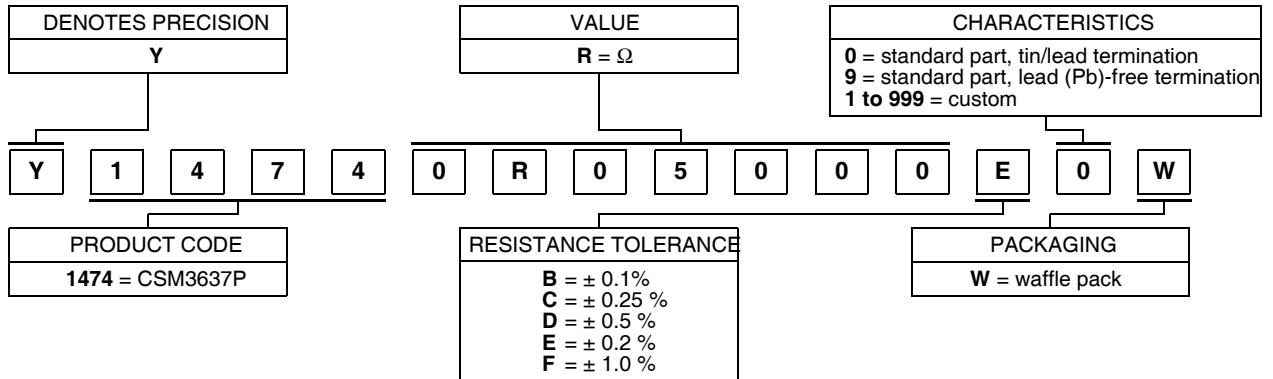 DENOTES PRECISION
Y
VALUE
R = Ω
CHARACTERISTICS
0 = standard part, tin/lead termination
9 = standard part, lead (Pb)-free termination
1 to 999 = custom
Y 1 4 7 4 0 R 0 5 0 0 0 E 0 W
PRODUCT CODE
1474 = CSM3637P
RESISTANCE TOLERANCE
B = ± 0.1%
C = ± 0.25 %
D = ± 0.5 %
E = ± 0.2 %
F = ± 1.0 %
PACKAGING
W = waffle pack